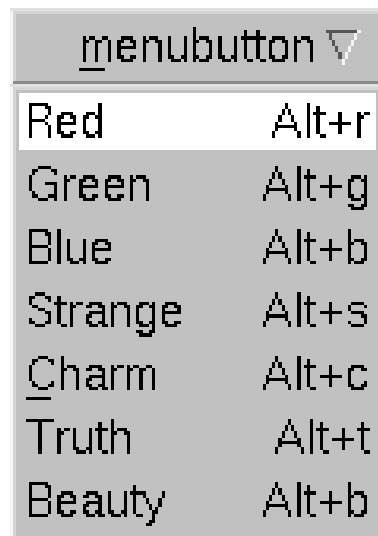 menubutton
Red Alt+r
Green Alt+g
Blue Alt+b
Strange Alt+s
Charm Alt+c
Truth Alt+t
Beauty Alt+b